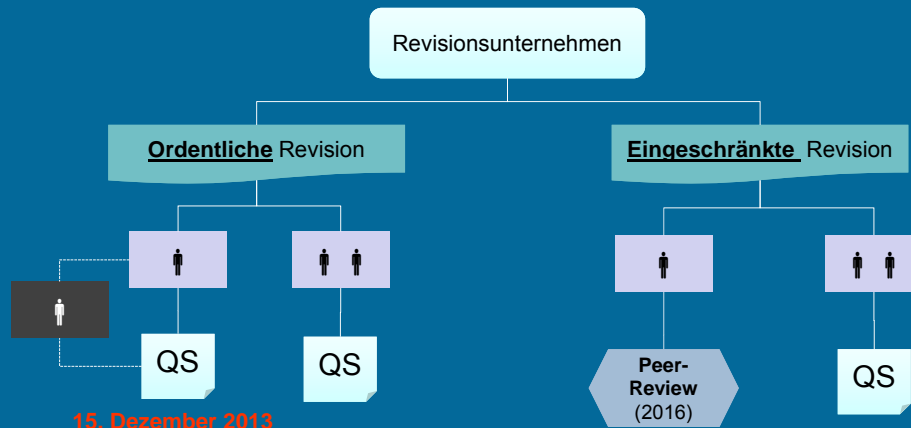 Revisionsunternehmen
Ordentliche Revision
Eingeschränkte Revision
QS
QS
Peer-
Review
(2016)
QS
15. Dezember 2013